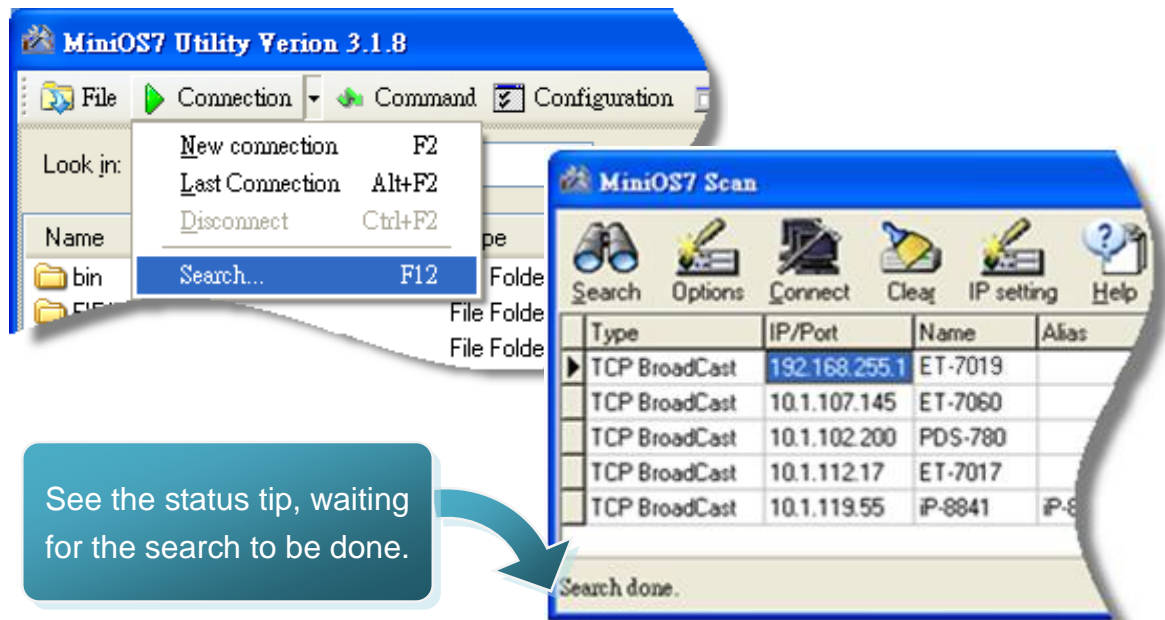 MiniOS7 Utility Verion 3.1.8
File Connection Command Configuration
Look in:
New connection F2
Last Connection Alt+F2
Disconnect Ctrl+F2
Search... F12
Name
bin
Folde
File Folde
File Folde
MiniOS7 Scan
Search Options Connect Clear IP setting Help
Type IP/Port Name Alias
TCP BroadCast 192.168.255.1 ET-7019
TCP BroadCast 10.1.107.145 ET-7060
TCP BroadCast 10.1.102.200 PDS-780
TCP BroadCast 10.1.112.17 ET-7017
TCP BroadCast 10.1.119.55 iP-8841 iP-8
Search done.
See the status tip, waiting
for the search to be done.